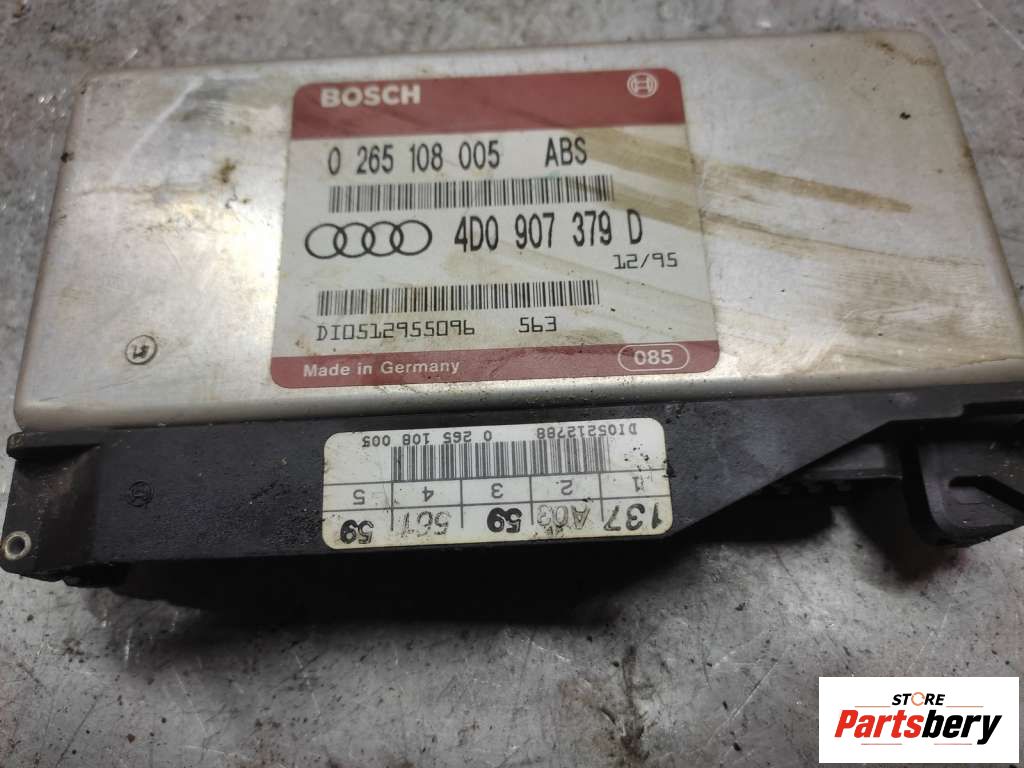 BOSCH
0 265 108 005 ABS
4D0 907 379 D
12/95
DI0512955096 563
Made in Germany 085
DI05212788 0 265 108 005
1 2 3 4 5
137 A03 59 561 59
STORE
Partsbery